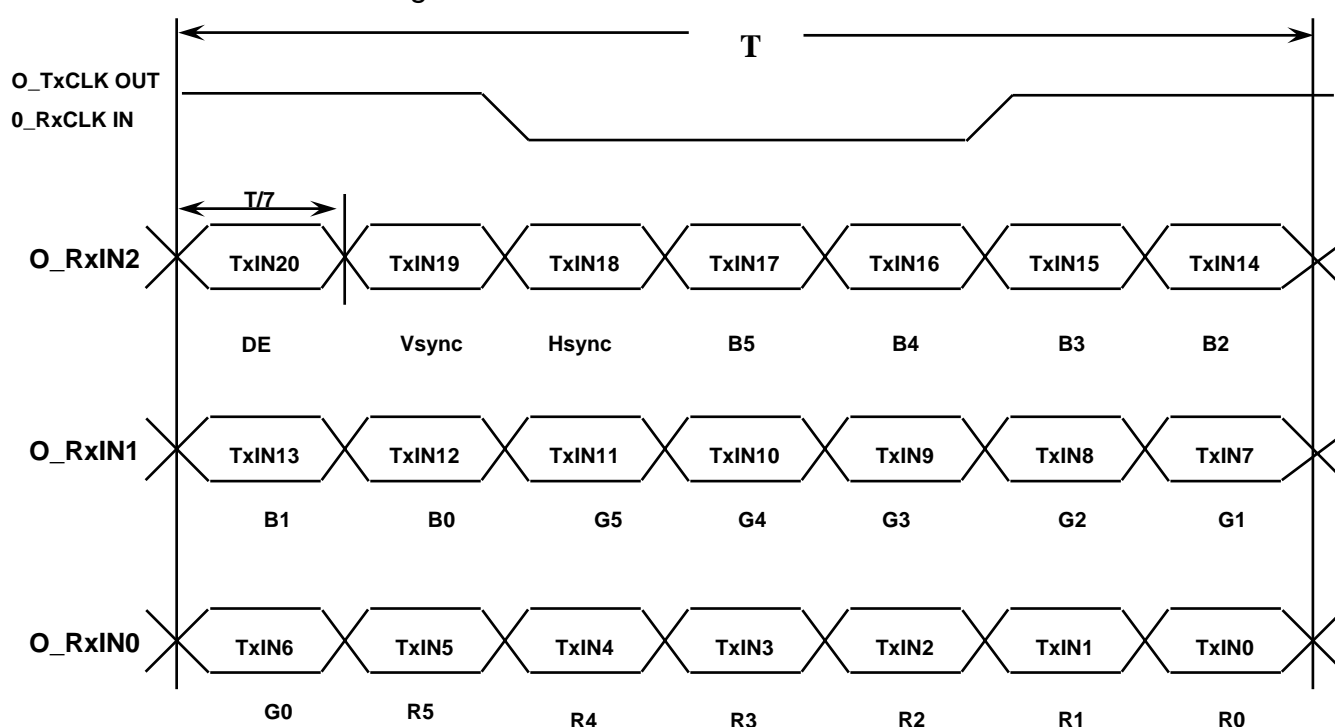 T
O_TxCLK OUT
0_RxCLK IN
T/7
O_RxIN2 TxIN20 TxIN19 TxIN18 TxIN17 TxIN16 TxIN15 TxIN14
DE Vsync Hsync B5 B4 B3 B2
O_RxIN1 TxIN13 TxIN12 TxIN11 TxIN10 TxIN9 TxIN8 TxIN7
B1 B0 G5 G4 G3 G2 G1
O_RxIN0 TxIN6 TxIN5 TxIN4 TxIN3 TxIN2 TxIN1 TxIN0
G0 R5 R4 R3 R2 R1 R0